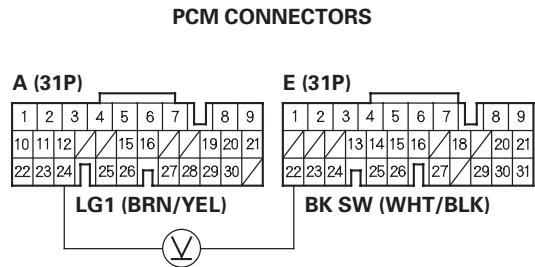 PCM CONNECTORS
A (31P) E (31P)
1 2 3 4 5 6 7 8 9 1 2 3 4 5 6 7 8 9
10 11 12 15 16 19 20 21 13 14 15 16 18 20 21
22 23 24 25 26 27 28 29 30 22 23 24 25 26 27 29 30 31
LG1 (BRN/YEL) BK SW (WHT/BLK)
V